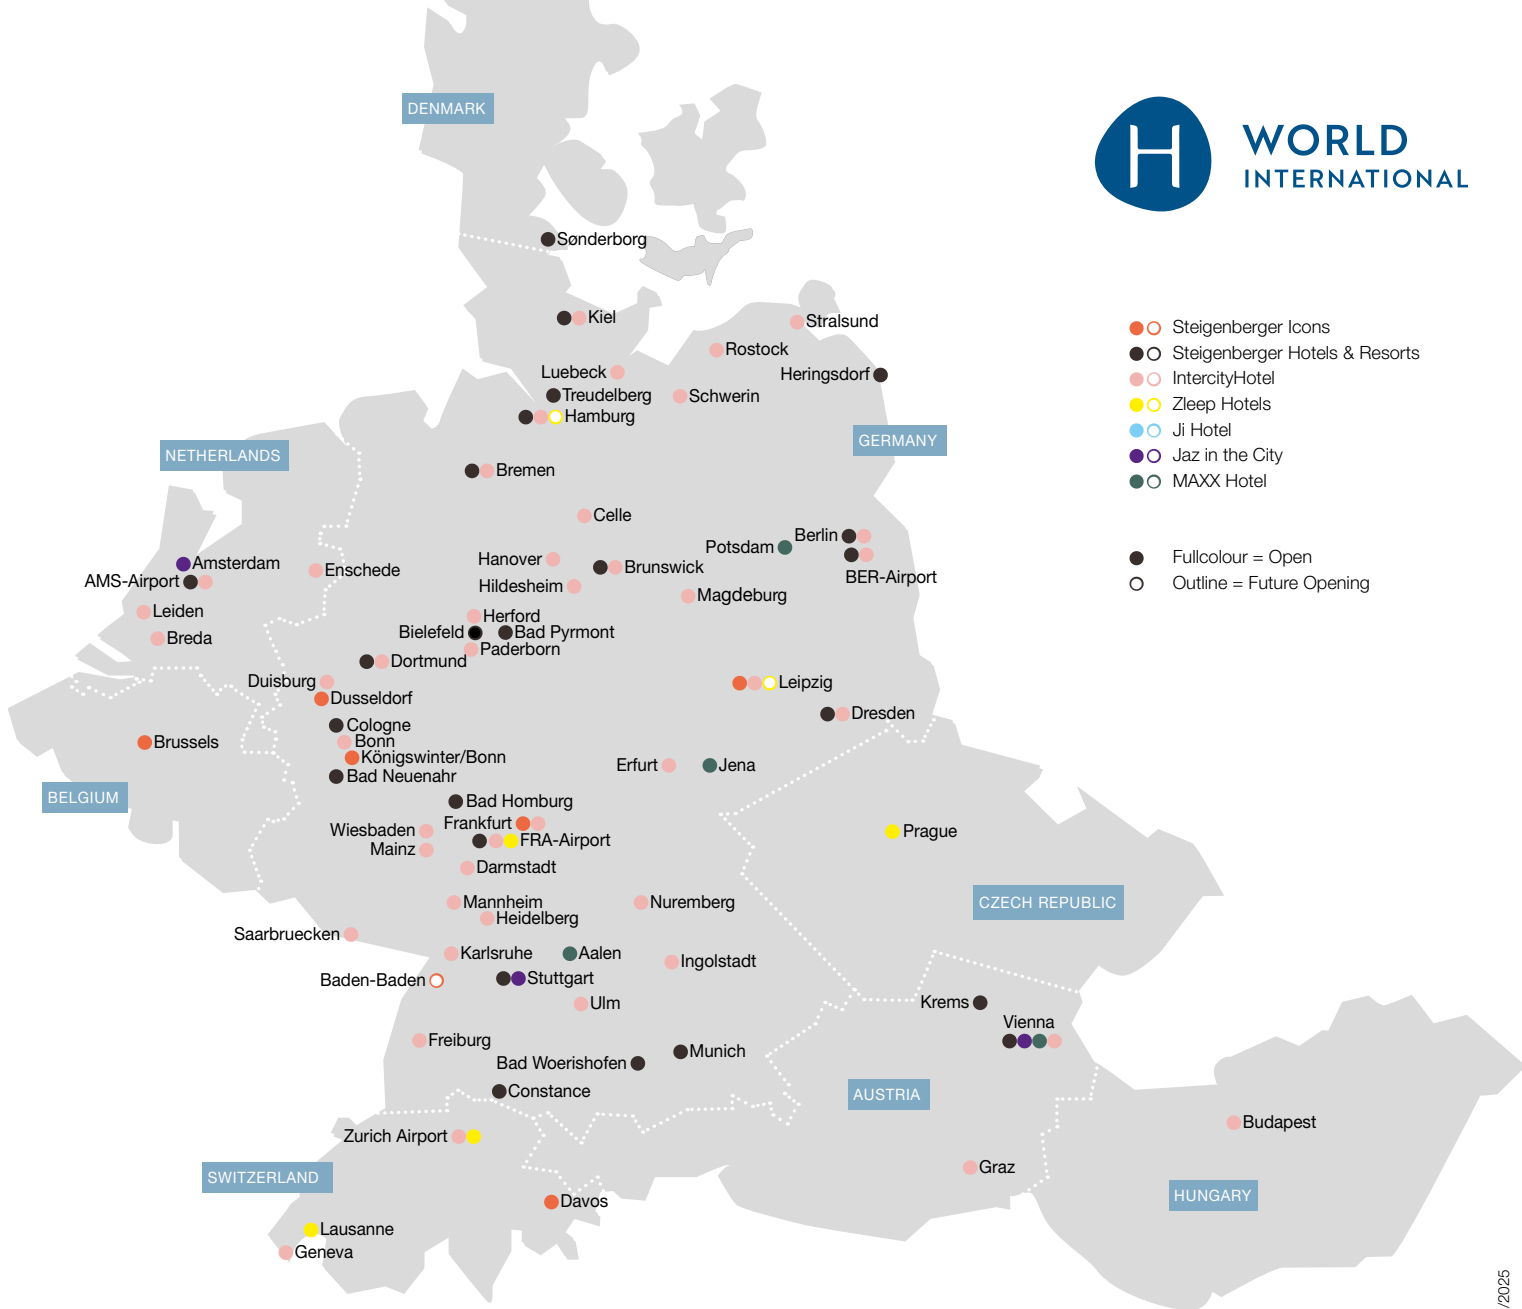 DENMARK
WORLD
INTERNATIONAL
Sønderborg
Kiel
Stralsund
Steigenberger Icons
Rostock
Steigenberger Hotels & Resorts
Luebeck
Heringsdorf
IntercityHotel
Treudelberg
Schwerin
Zleep Hotels
Hamburg
Ji Hotel
GERMANY
NETHERLANDS
Jaz in the City
Bremen
MAXX Hotel
Celle
Berlin
Potsdam
Fullcolour = Open
Hanover
Amsterdam
Enschede
Brunswick
BER-Airport
AMS-Airport
Outline = Future Opening
Hildesheim
Magdeburg
Leiden
Herford
Breda
Bielefeld
Bad Pyrmont
Paderborn
Dortmund
Duisburg
Leipzig
Dusseldorf
Dresden
Cologne
Brussels
Bonn
Königswinter/Bonn
Erfurt
Jena
Bad Neuenahr
BELGIUM
Bad Homburg
Frankfurt
Wiesbaden
Prague
FRA-Airport
Mainz
Darmstadt
Mannheim
Nuremberg
CZECH REPUBLIC
Heidelberg
Saarbruecken
Karlsruhe
Aalen
Ingolstadt
Baden-Baden
Stuttgart
Ulm
Krems
Vienna
Freiburg
Munich
Bad Woerishofen
Constance
AUSTRIA
Budapest
Zurich Airport
Graz
SWITZERLAND
HUNGARY
Davos
Lausanne
Geneva
/2025